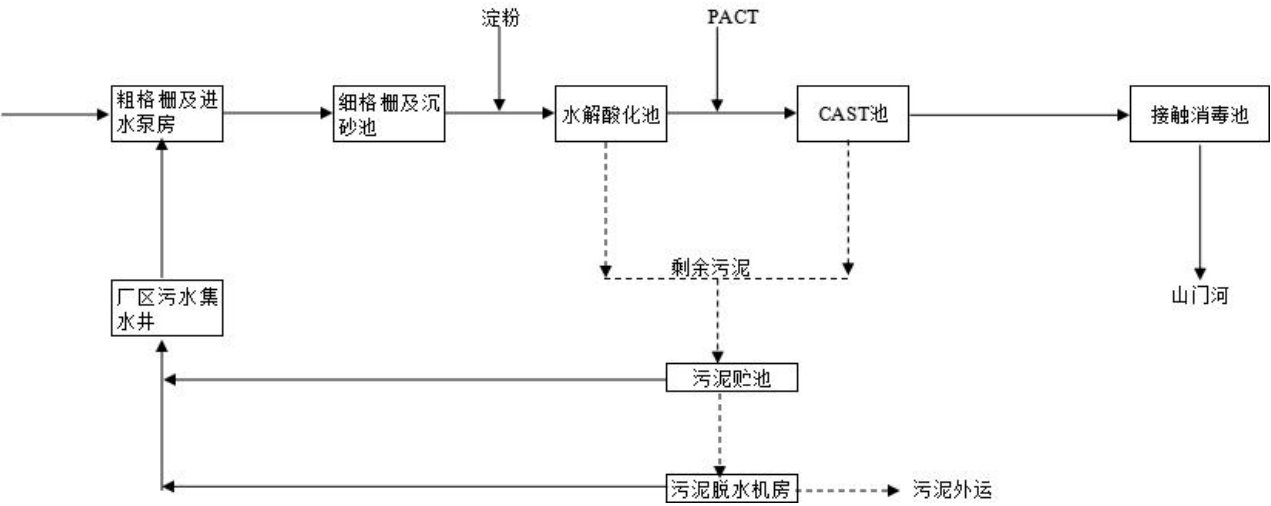 淀粉
PACT
粗格栅及进
水泵房
细格栅及沉
砂池
水解酸化池
CAST池
接触消毒池
剩余污泥
山门河
厂区污水集
水井
污泥贮池
污泥脱水机房
污泥外运